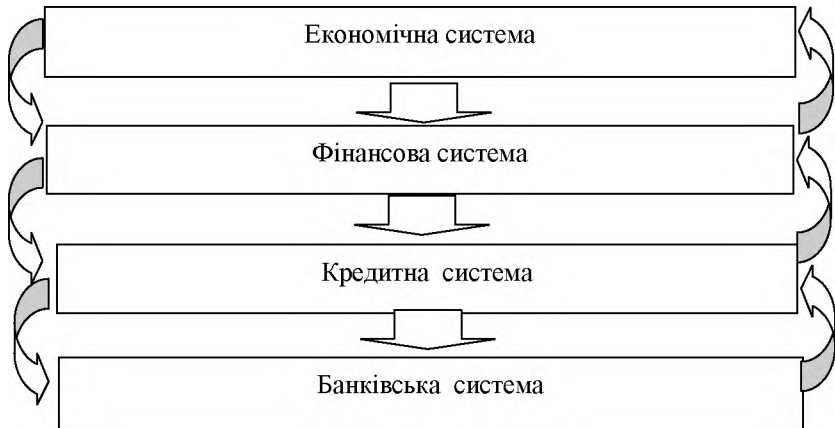 Економічна система
Фінансова система
Кредитна система
Банківська система